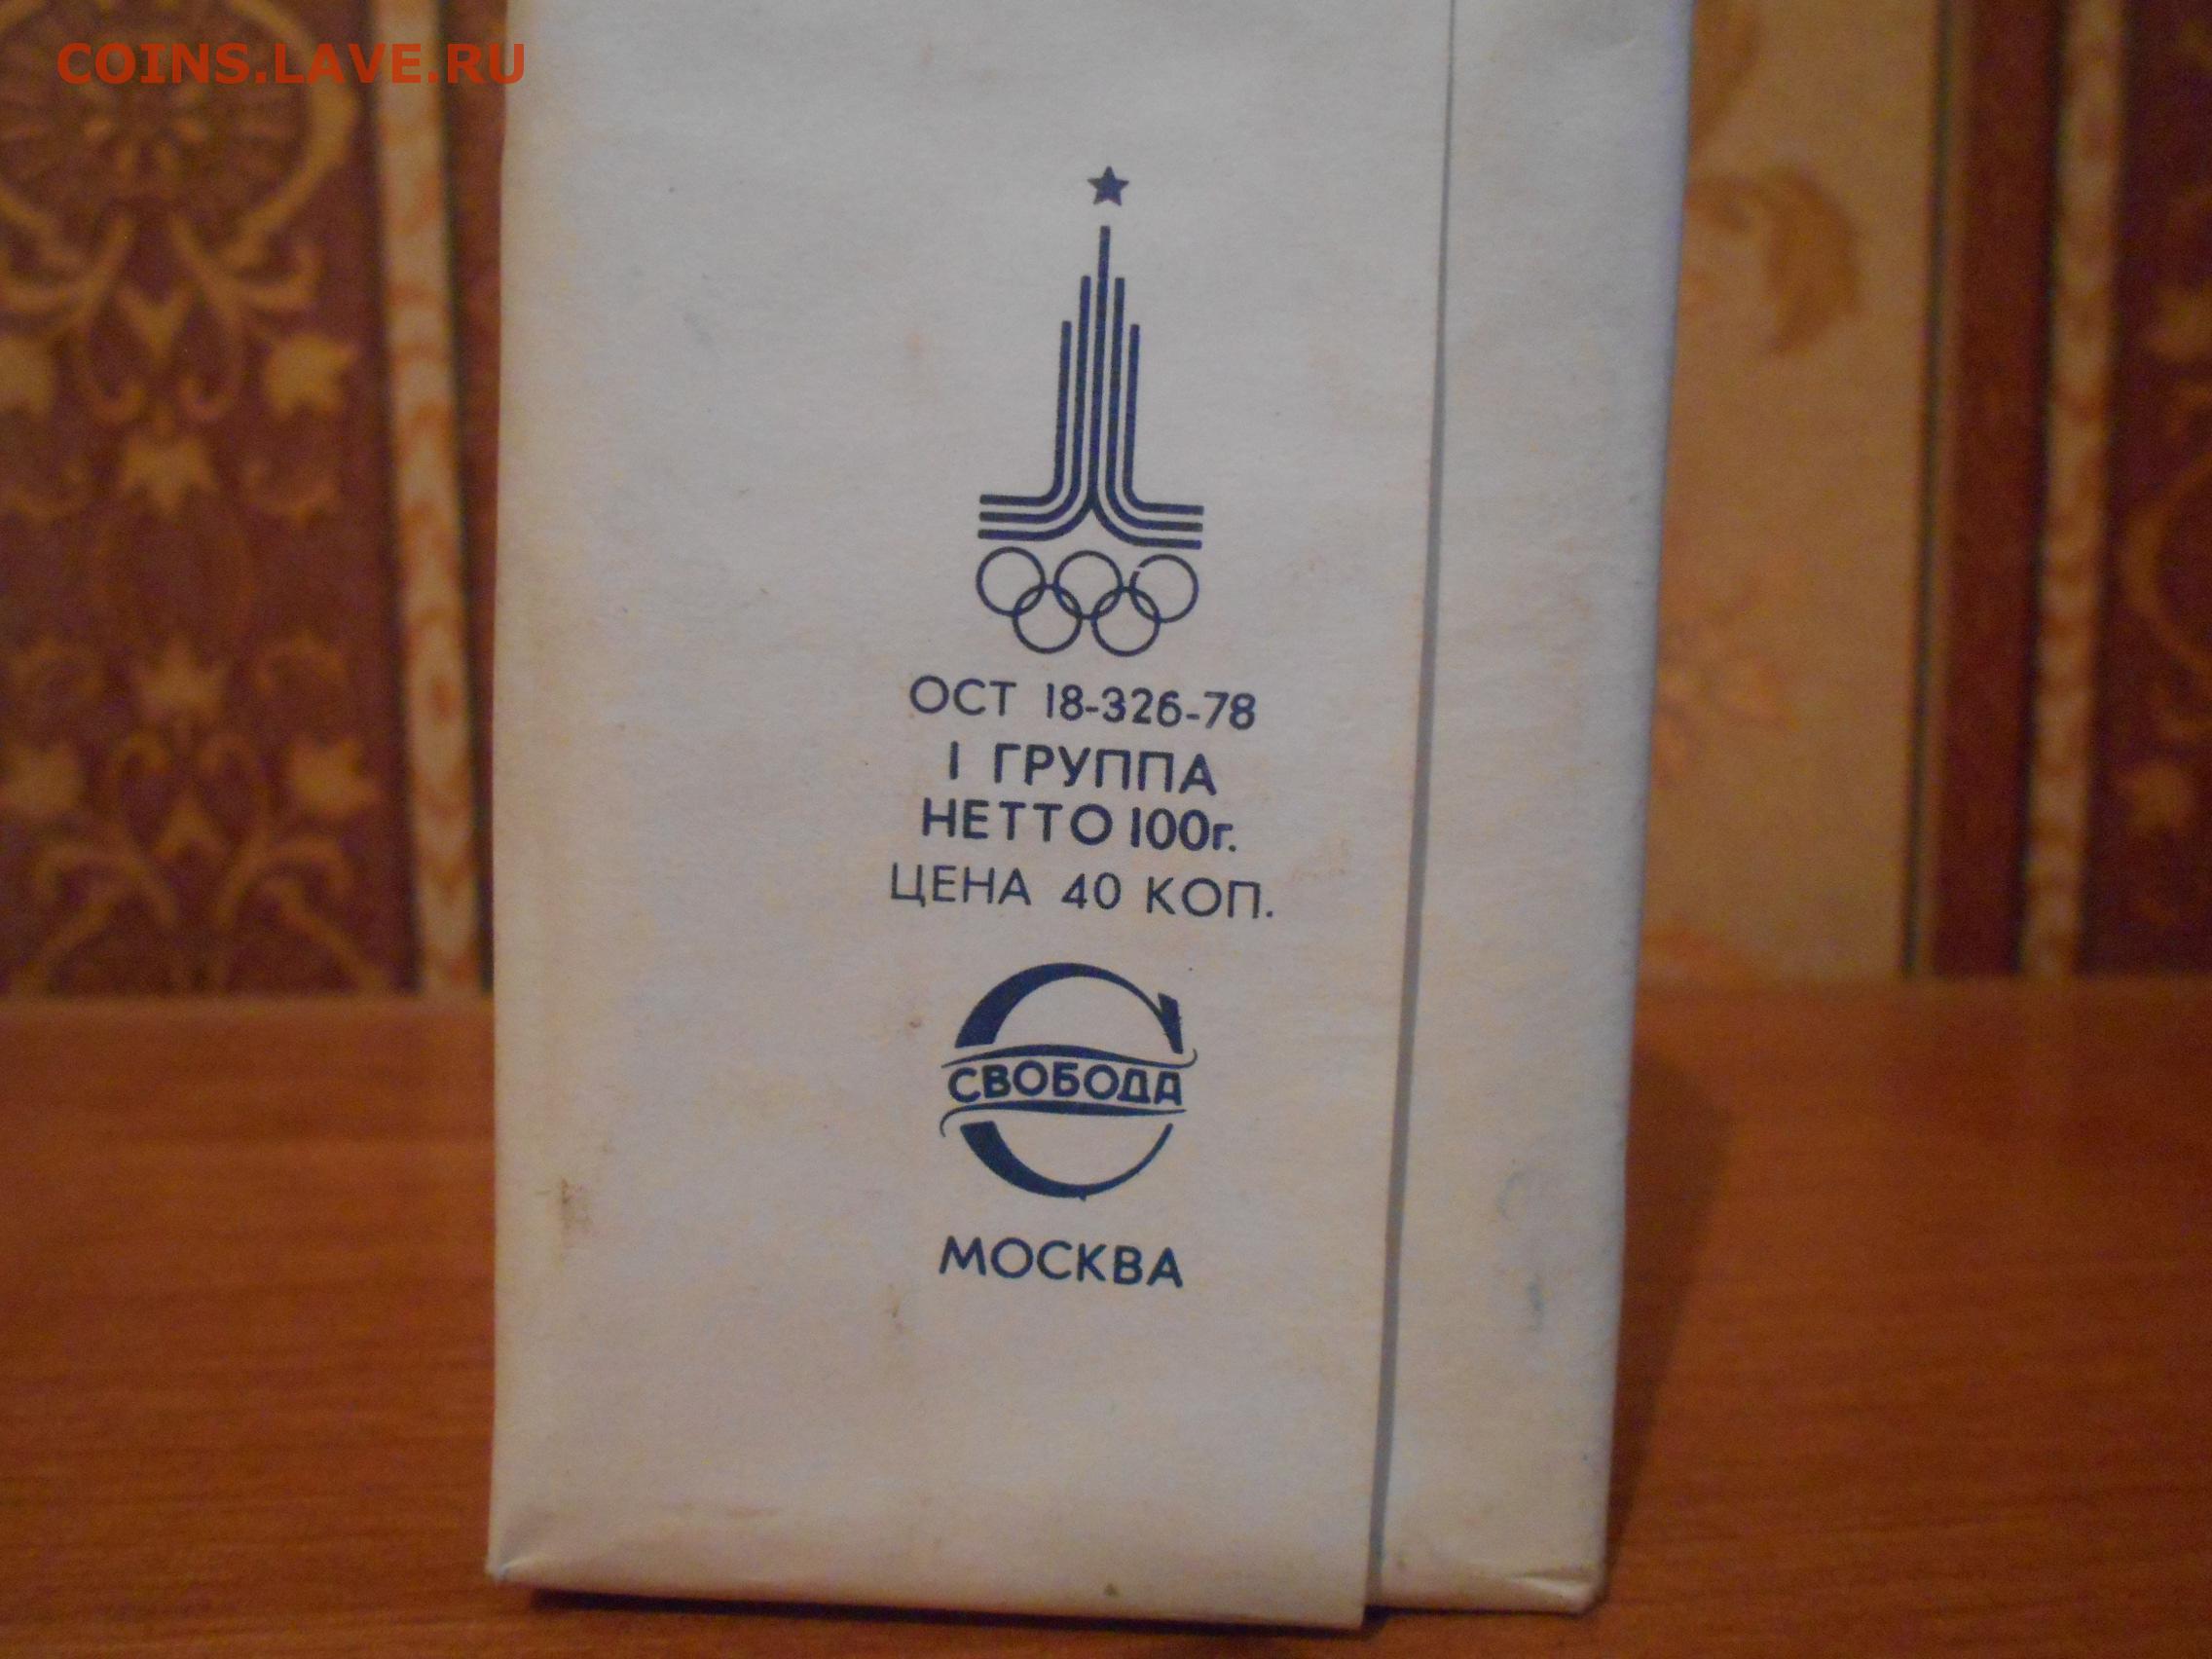 COINS.LAVE.RU
ОСТ 18-326-78
I ГРУППА
НЕТТО 100г.
ЦЕНА 40 КОП.
СВОБОДА
МОСКВА